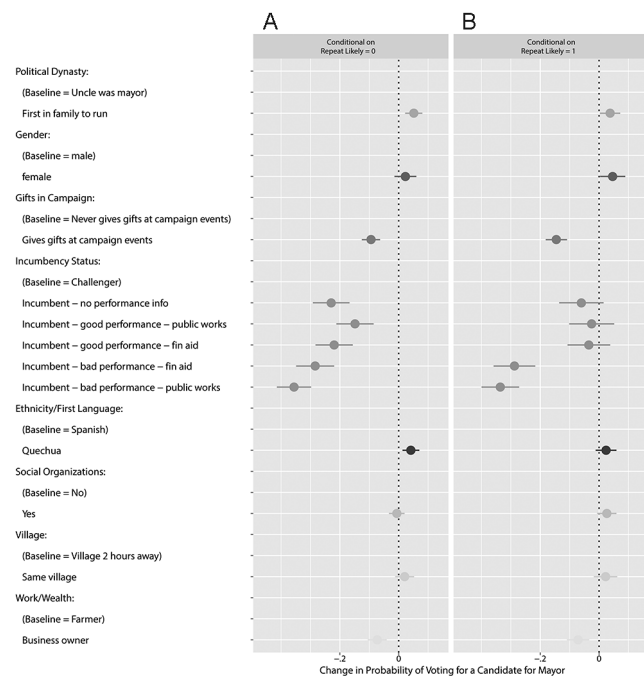 A B
Conditional on
Repeat Likely = 0
Conditional on
Repeat Likely = 1
Political Dynasty:
(Baseline = Uncle was mayor)
First in family to run
Gender:
(Baseline = male)
female
Gifts in Campaign:
(Baseline = Never gives gifts at campaign events)
Gives gifts at campaign events
Incumbency Status:
(Baseline = Challenger)
Incumbent – no performance info
Incumbent – good performance – public works
Incumbent – good performance – fin aid
Incumbent – bad performance – fin aid
Incumbent – bad performance – public works
Ethnicity/First Language:
(Baseline = Spanish)
Quechua
Social Organizations:
(Baseline = No)
Yes
Village:
(Baseline = Village 2 hours away)
Same village
Work/Wealth:
(Baseline = Farmer)
Business owner
–.2 0 –.2 0
Change in Probability of Voting for a Candidate for Mayor